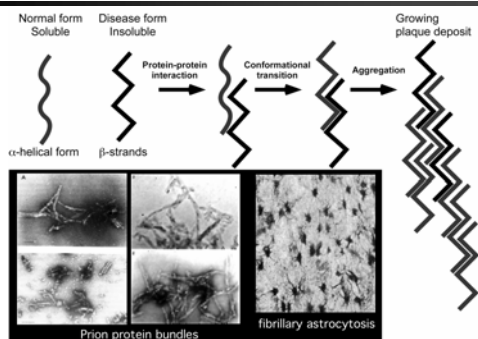 Normal form
Soluble
Disease form
Insoluble
Growing
plaque deposit
Protein-protein
interaction
Conformational
transition
Aggregation
α-helical form
β-strands
A
Prion protein bundles
fibrillary astrocytosis